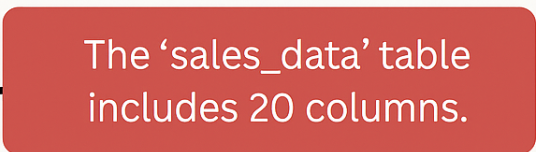 The ‘sales_data’ table
includes 20 columns.